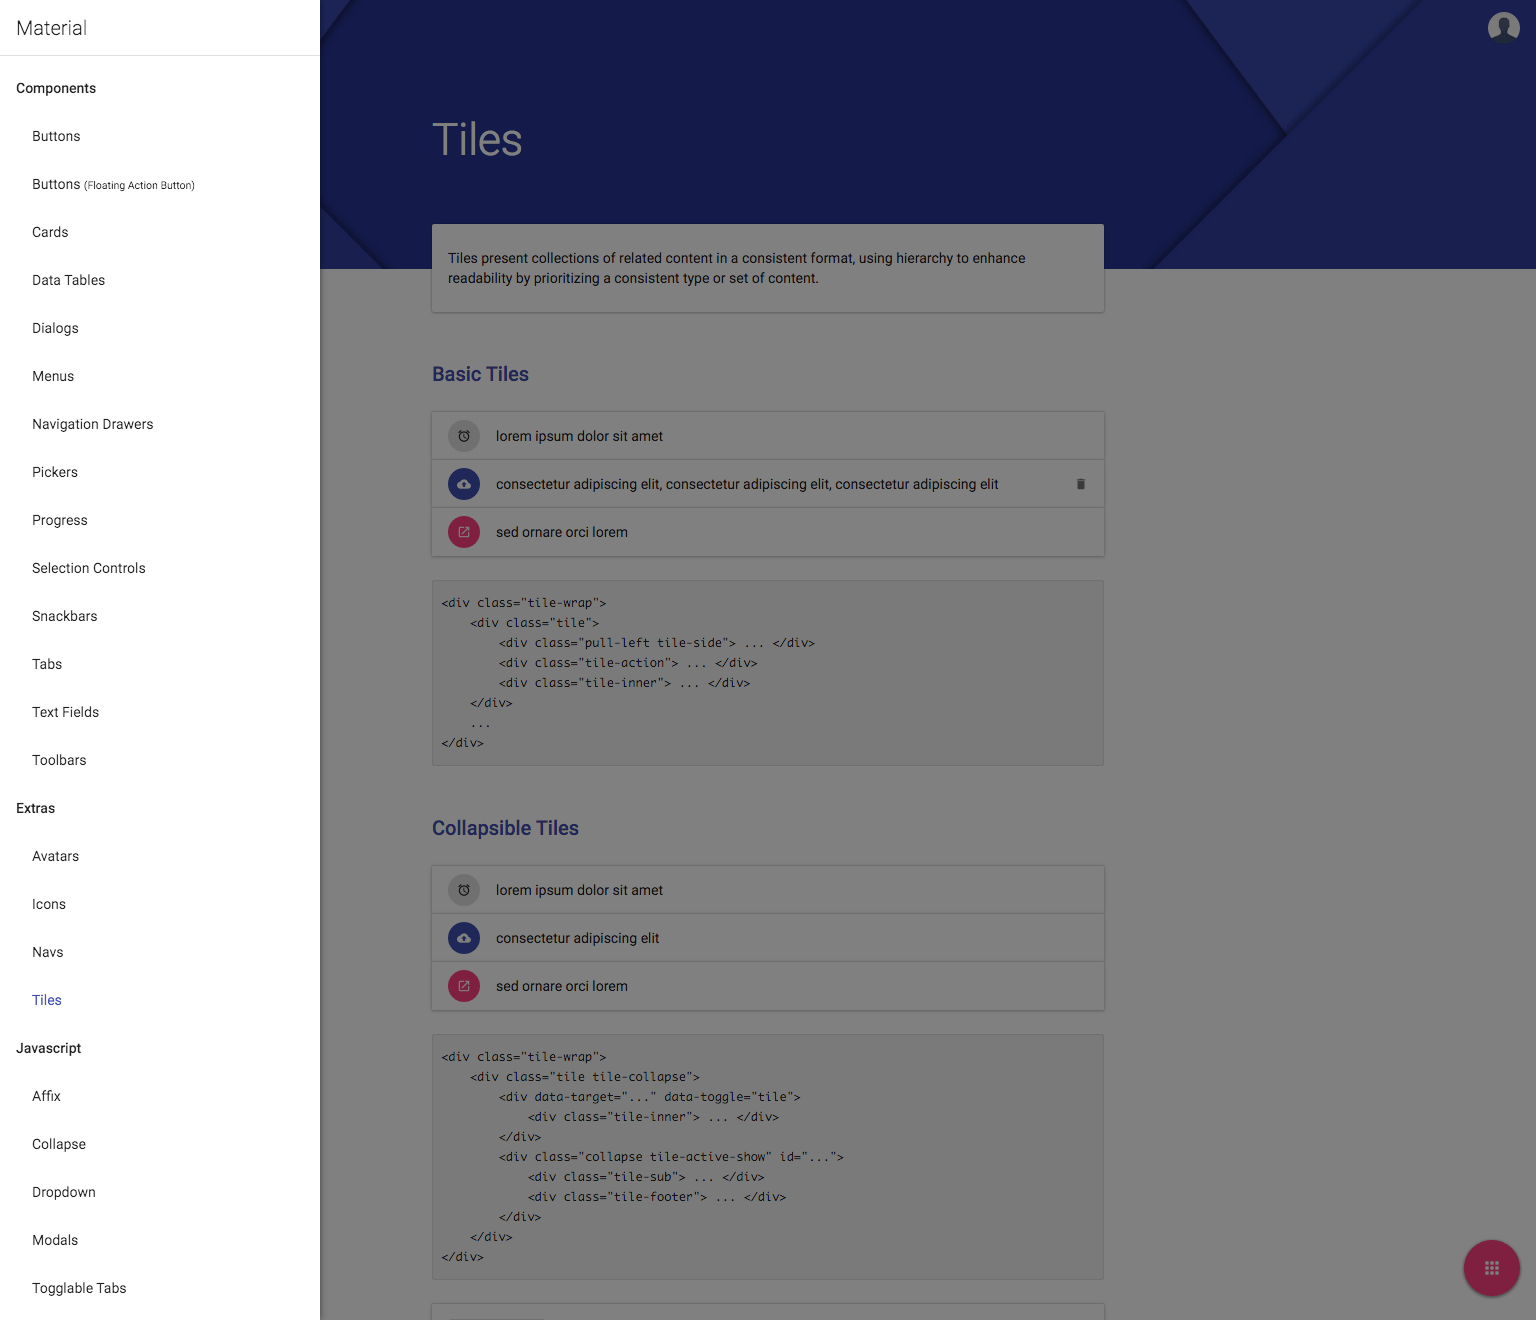 Material
Components
Buttons
Buttons (Floating Action Button)
Cards
Data Tables
Dialogs
Menus
Navigation Drawers
Pickers
Progress
Selection Controls
Snackbars
Tabs
Text Fields
Toolbars
Extras
Avatars
Icons
Navs
Tiles
Javascript
Affix
Collapse
Dropdown
Modals
Togglable Tabs
Tiles
Tiles present collections of related content in a consistent format, using hierarchy to enhance
readability by prioritizing a consistent type or set of content.
Basic Tiles
lorem ipsum dolor sit amet
consectetur adipiscing elit, consectetur adipiscing elit, consectetur adipiscing elit
sed ornare orci lorem
<div class="tile-wrap">
    <div class="tile">
        <div class="pull-left tile-side"> ... </div>
        <div class="tile-action"> ... </div>
        <div class="tile-inner"> ... </div>
    </div>
    ...
</div>
Collapsible Tiles
lorem ipsum dolor sit amet
consectetur adipiscing elit
sed ornare orci lorem
<div class="tile-wrap">
    <div class="tile tile-collapse">
        <div data-target="..." data-toggle="tile">
            <div class="tile-inner"> ... </div>
        </div>
        <div class="collapse tile-active-show" id="...">
            <div class="tile-sub"> ... </div>
            <div class="tile-footer"> ... </div>
        </div>
    </div>
</div>